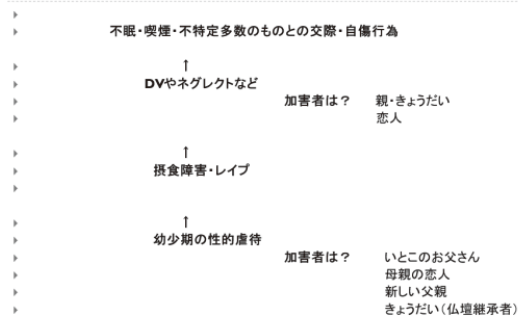 不眠・喫煙・不特定多数のものとの交際・自傷行為
↑
DVやネグレクトなど
加害者は？ 親・きょうだい
恋人
↑
摂食障害・レイプ
↑
幼少期の性的虐待
加害者は？ いとこのお父さん
母親の恋人
新しい父親
きょうだい（仏壇継承者）